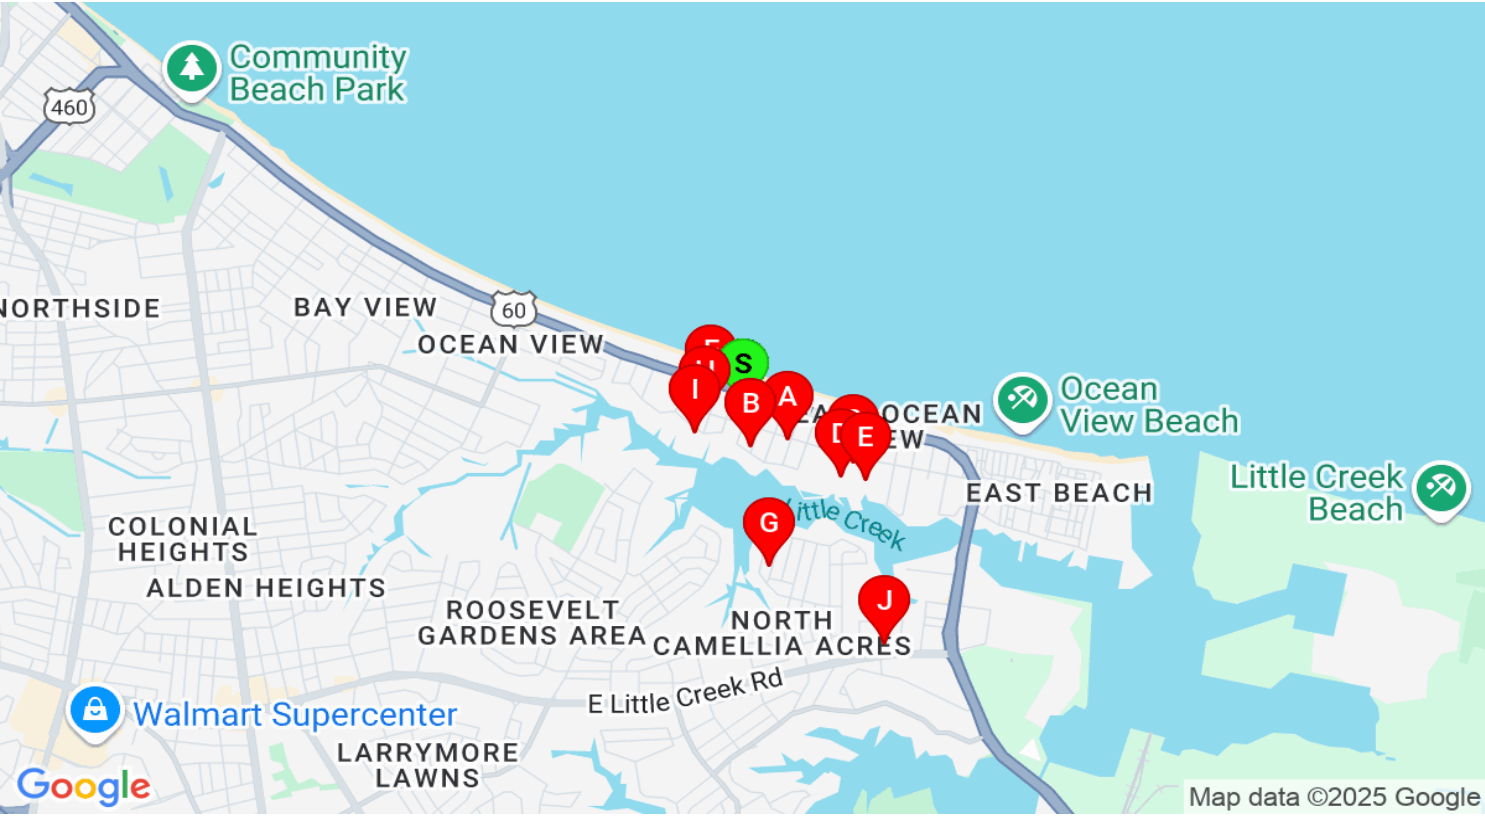 Community
Beach Park
460
NORTHSIDE
BAY VIEW
60
OCEAN VIEW
S
I
B
A
D
E
OCEAN
Ocean
View Beach
EAST BEACH
Little Creek
Beach
G
Little Creek
COLONIAL
HEIGHTS
ALDEN HEIGHTS
J
ROOSEVELT
GARDENS AREA
NORTH
CAMELLIA ACRES
E Little Creek Rd
Walmart Supercenter
LARRYMORE
LAWNS
Google
Map data ©2025 Google